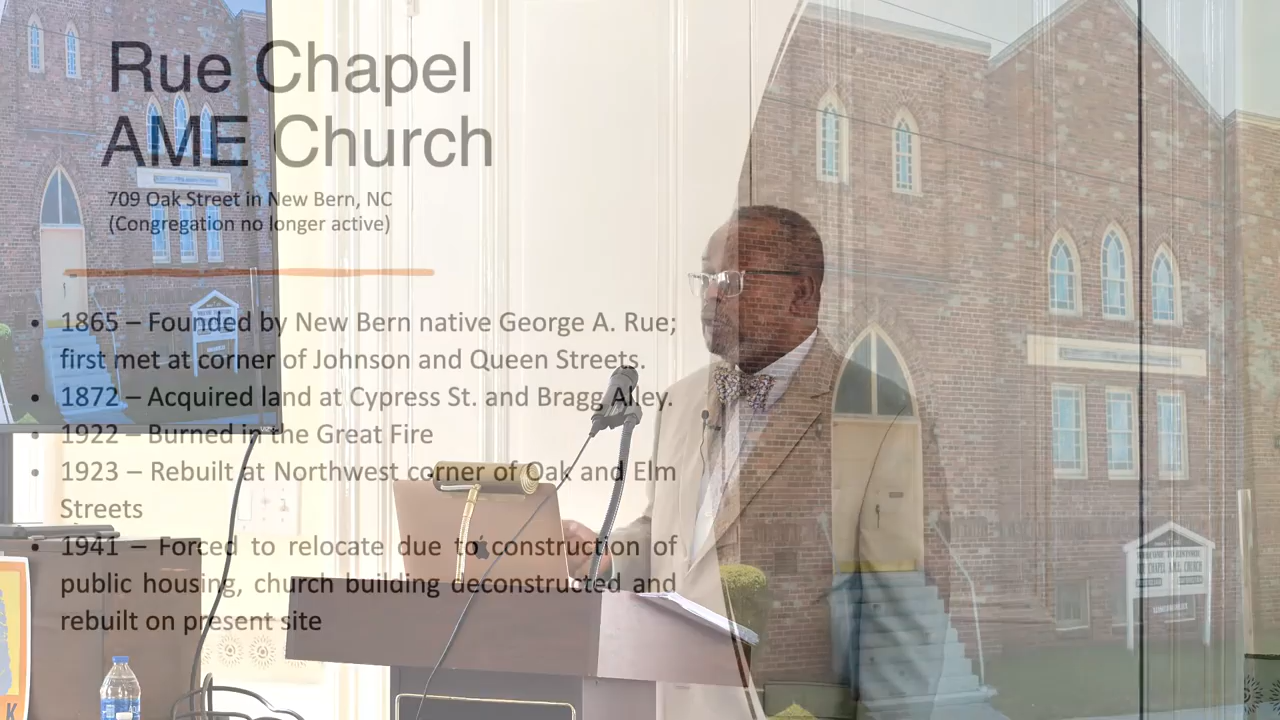 Rue Chapel
AME Church
709 Oak Street in New Bern, NC
(Congregation no longer active)
• 1865 – Founded by New Bern native George A. Rue;
first met at corner of Johnson and Queen Streets.
• 1872 – Acquired land at Cypress St. and Bragg Alley.
• 1922 – Burned in the Great Fire
• 1923 – Rebuilt at Northwest corner of Oak and Elm
Streets
• 1941 – Forced to relocate due to construction of
public housing, church building deconstructed and
rebuilt on present site
K